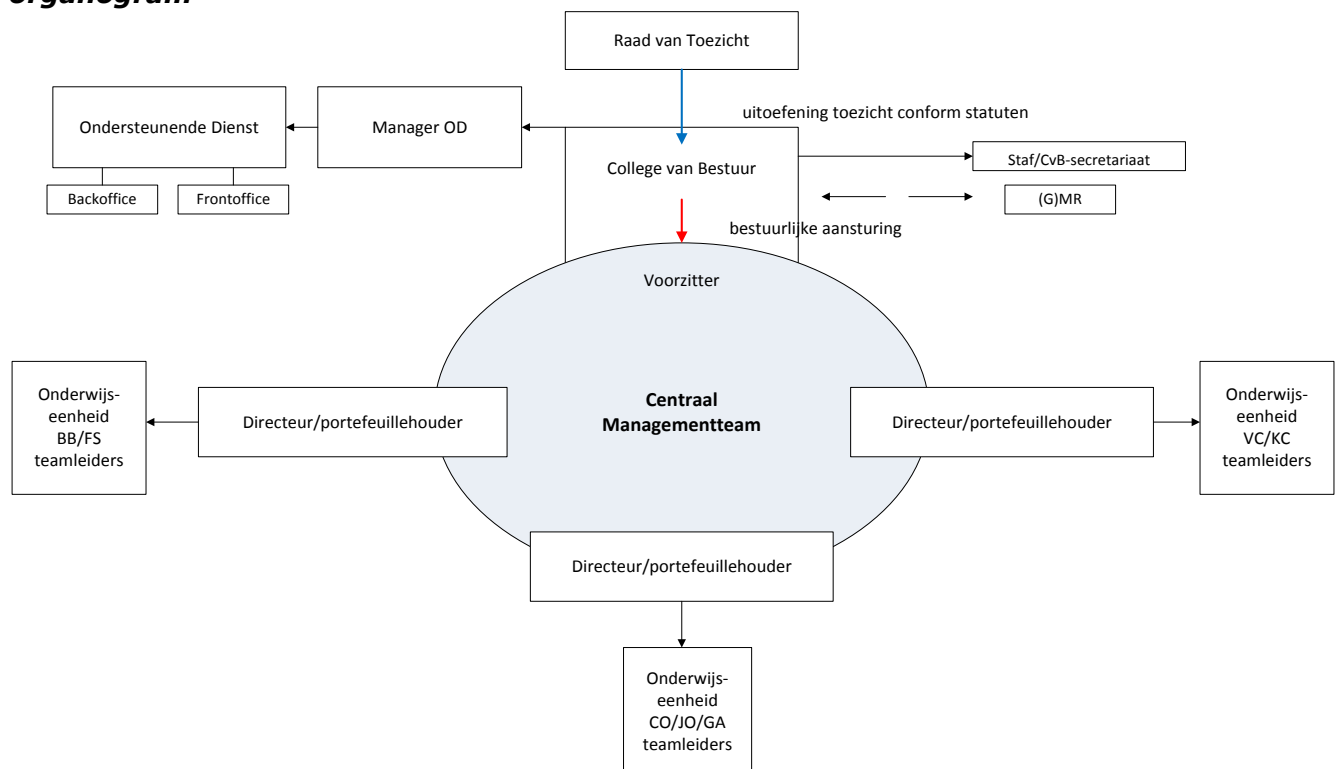 organogram
Raad van Toezicht
uitoefening toezicht conform statuten
Ondersteunende Dienst
Manager OD
College van Bestuur
Staf/CvB-secretariaat
Backoffice
Frontoffice
(G)MR
bestuurlijke aansturing
Voorzitter
Onderwijs-
eenheid
BB/FS
teamleiders
Directeur/portefeuillehouder
Centraal
Managementteam
Directeur/portefeuillehouder
Onderwijs-
eenheid
VC/KC
teamleiders
Directeur/portefeuillehouder
Onderwijs-
eenheid
CO/JO/GA
teamleiders